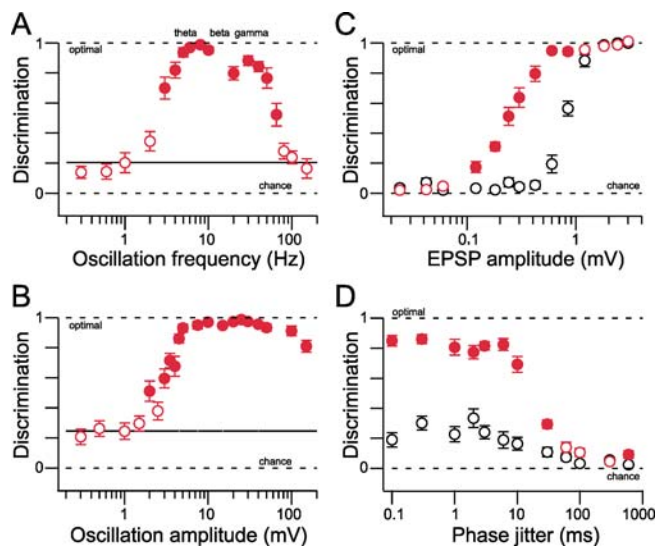 A
theta beta gamma
1
optimal
Discrimination
0
chance
1 10 100
Oscillation frequency (Hz)
B
1
optimal
Discrimination
0
chance
1 10 100
Oscillation amplitude (mV)
C
1
optimal
Discrimination
0
chance
0.1 1
EPSP amplitude (mV)
D
1
optimal
Discrimination
0
chance
0.1 1 10 100 1000
Phase jitter (ms)